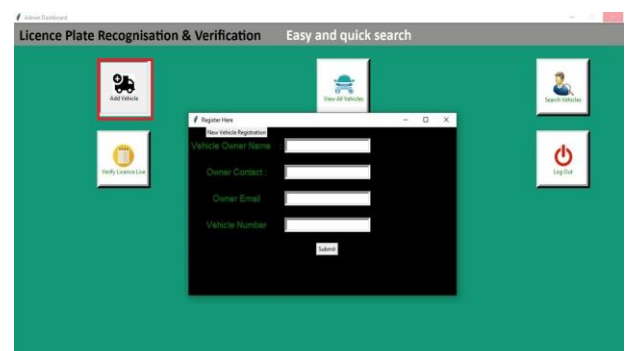 Admin Dashboard
Licence Plate Recognisation & Verification Easy and quick search
Add Vehicle
View All Vehicles
Search Vehicles
Register Here
New Vehicle Registration
Vehicle Owner Name :
Owner Contact :
Owner Email
Vehicle Number
Submit
Verify Licence Live
Log Out